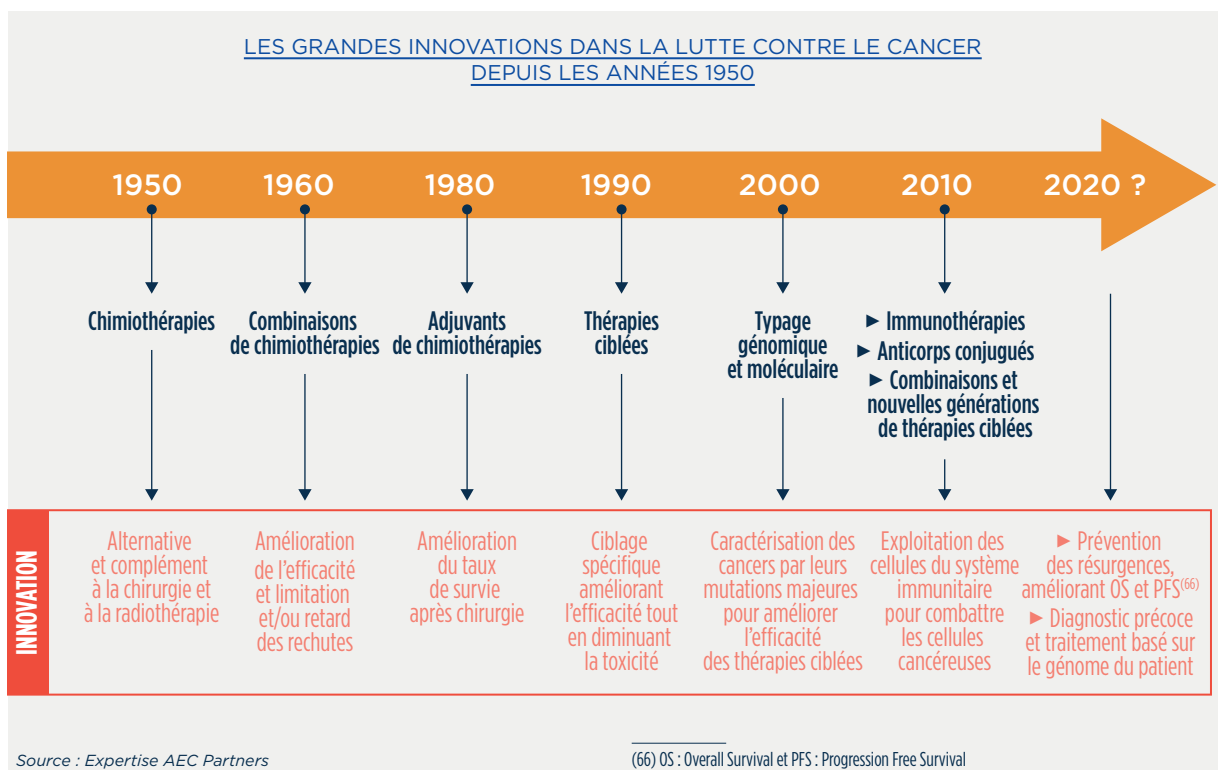 LES GRANDES INNOVATIONS DANS LA LUTTE CONTRE LE CANCER
DEPUIS LES ANNÉES 1950
1950
1960
1980
1990
2000
2010
2020 ?
Chimiothérapies
Combinaisons
de chimiothérapies
Adjuvants
de chimiothérapies
Thérapies
ciblées
Typage
génomique
et moléculaire
► Immunothérapies
► Anticorps conjugués
► Combinaisons et
nouvelles générations
de thérapies ciblées
INNOVATION
Alternative
et complément
à la chirurgie et
à la radiothérapie
Amélioration
de l'efficacité
et limitation
et/ou retard
des rechutes
Amélioration
du taux
de survie
après chirurgie
Ciblage
spécifique
améliorant
l'efficacité tout
en diminuant
la toxicité
Caractérisation des
cancers par leurs
mutations majeures
pour améliorer
l'efficacité
des thérapies ciblées
Exploitation des
cellules du système
immunitaire
pour combattre
les cellules
cancéreuses
► Prévention
des résurgences,
améliorant OS et PFS(66)
► Diagnostic précoce
et traitement basé sur
le génome du patient
Source : Expertise AEC Partners
(66) OS : Overall Survival et PFS : Progression Free Survival